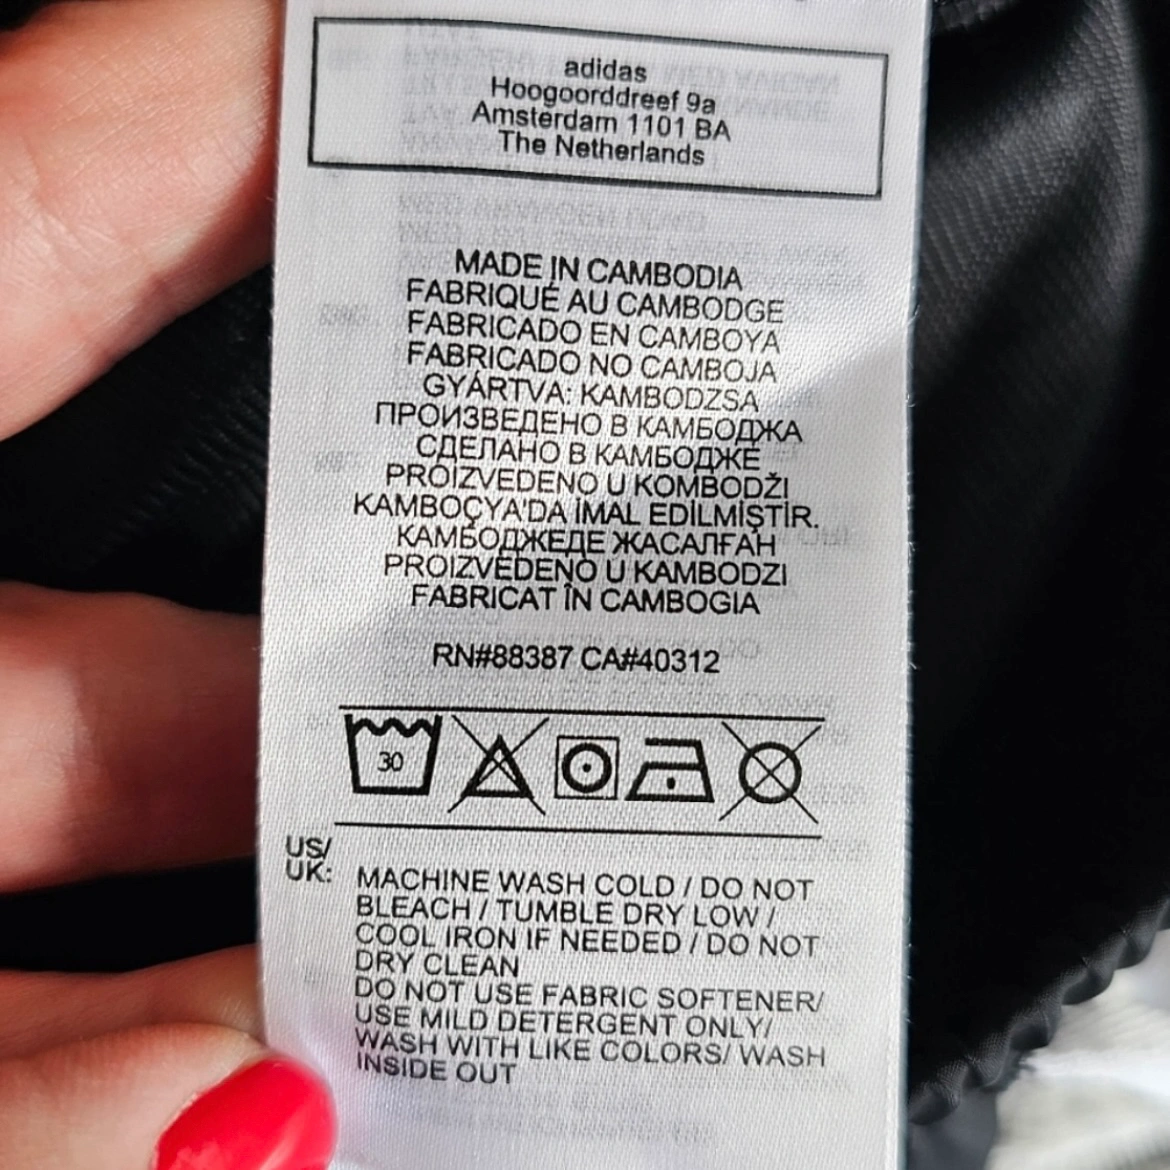 adidas
Hoogoorddreef 9a
Amsterdam 1101 BA
The Netherlands
MADE IN CAMBODIA
FABRIQUÉ AU CAMBODGE
FABRICADO EN CAMBOYA
FABRICADO NO CAMBOJA
GYÁRTVA: KAMBODZSA
ПРОИЗВЕДЕНО В КАМБОДЖА
СДЕЛАНО В КАМБОДЖЕ
PROIZVEDENO U KOMBODŽI
KAMBOÇYA'DA İMAL EDİLMİŞTİR.
КАМБОДЖЕДЕ ЖАСАЛҒАН
PROIZVEDENO U KAMBODZI
FABRICAT ÎN CAMBOGIA
RN#88387 CA#40312
30
US/
UK:
MACHINE WASH COLD / DO NOT
BLEACH / TUMBLE DRY LOW /
COOL IRON IF NEEDED / DO NOT
DRY CLEAN
DO NOT USE FABRIC SOFTENER/
USE MILD DETERGENT ONLY/
WASH WITH LIKE COLORS/ WASH
INSIDE OUT